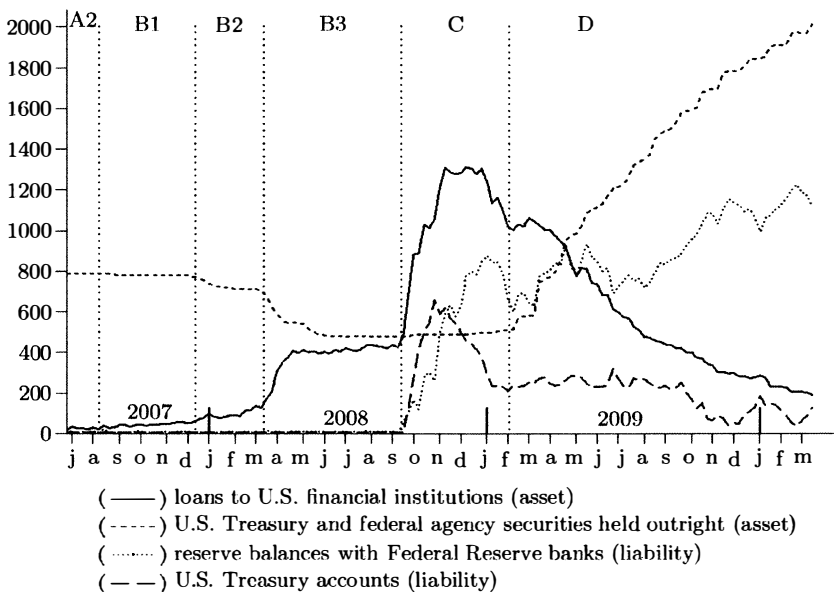 A2 B1 B2 B3 C D
2000
1800
1600
1400
1200
1000
800
600
400
200
0
2007 2008 2009
j a s o n d j f m a m j j a s o n d j f m a m j j a s o n d j f m
( —— ) loans to U.S. financial institutions (asset)
( ------ ) U.S. Treasury and federal agency securities held outright (asset)
( ········ ) reserve balances with Federal Reserve banks (liability)
( — — ) U.S. Treasury accounts (liability)